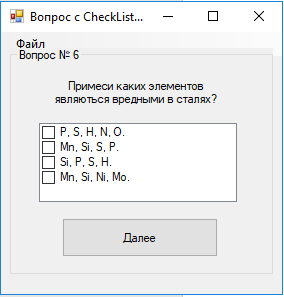 Вопрос с CheckList...
Файл
Вопрос № 6
Примеси каких элементов
являються вредными в сталях?
P, S, H, N, O.
Mn, Si, S, P.
Si, P, S, H.
Mn, Si, Ni, Mo.
Далее